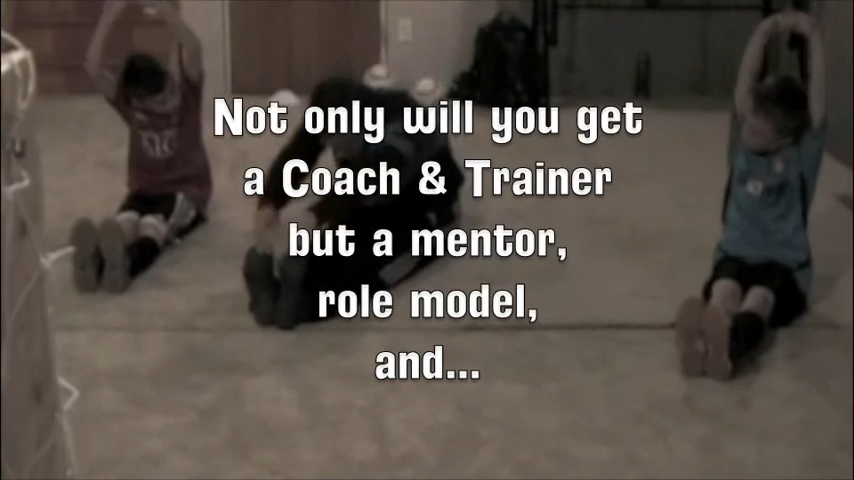 Not only will you get
a Coach & Trainer
but a mentor,
role model,
and...